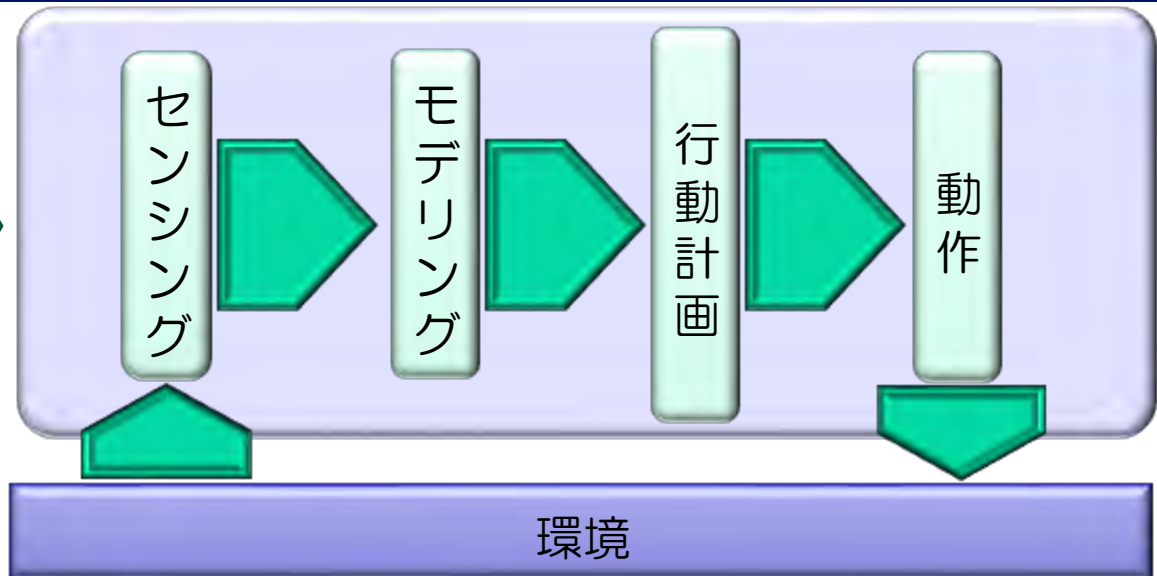 センシング
モデリング
行動計画
動作
環境